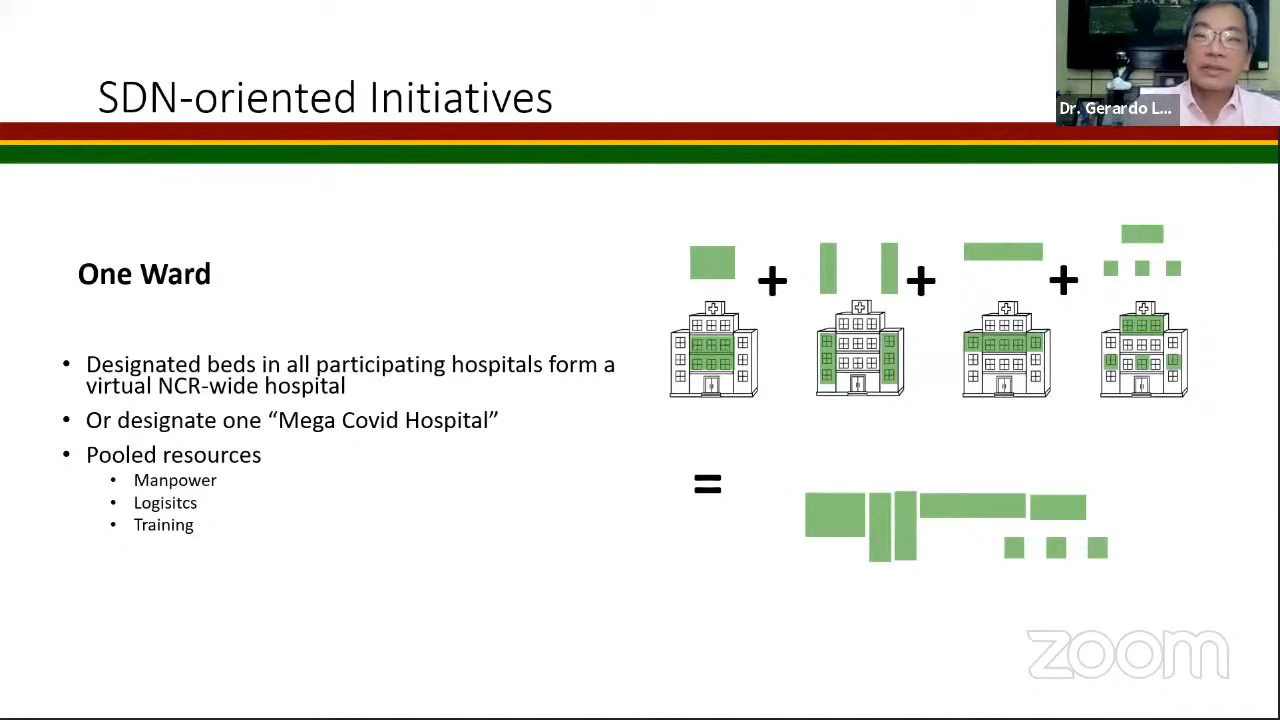 SDN-oriented Initiatives
Dr. Gerardo L...
One Ward
• Designated beds in all participating hospitals form a
virtual NCR-wide hospital
• Or designate one “Mega Covid Hospital”
• Pooled resources
• Manpower
• Logisitcs
• Training
+
+
+
=
zoom